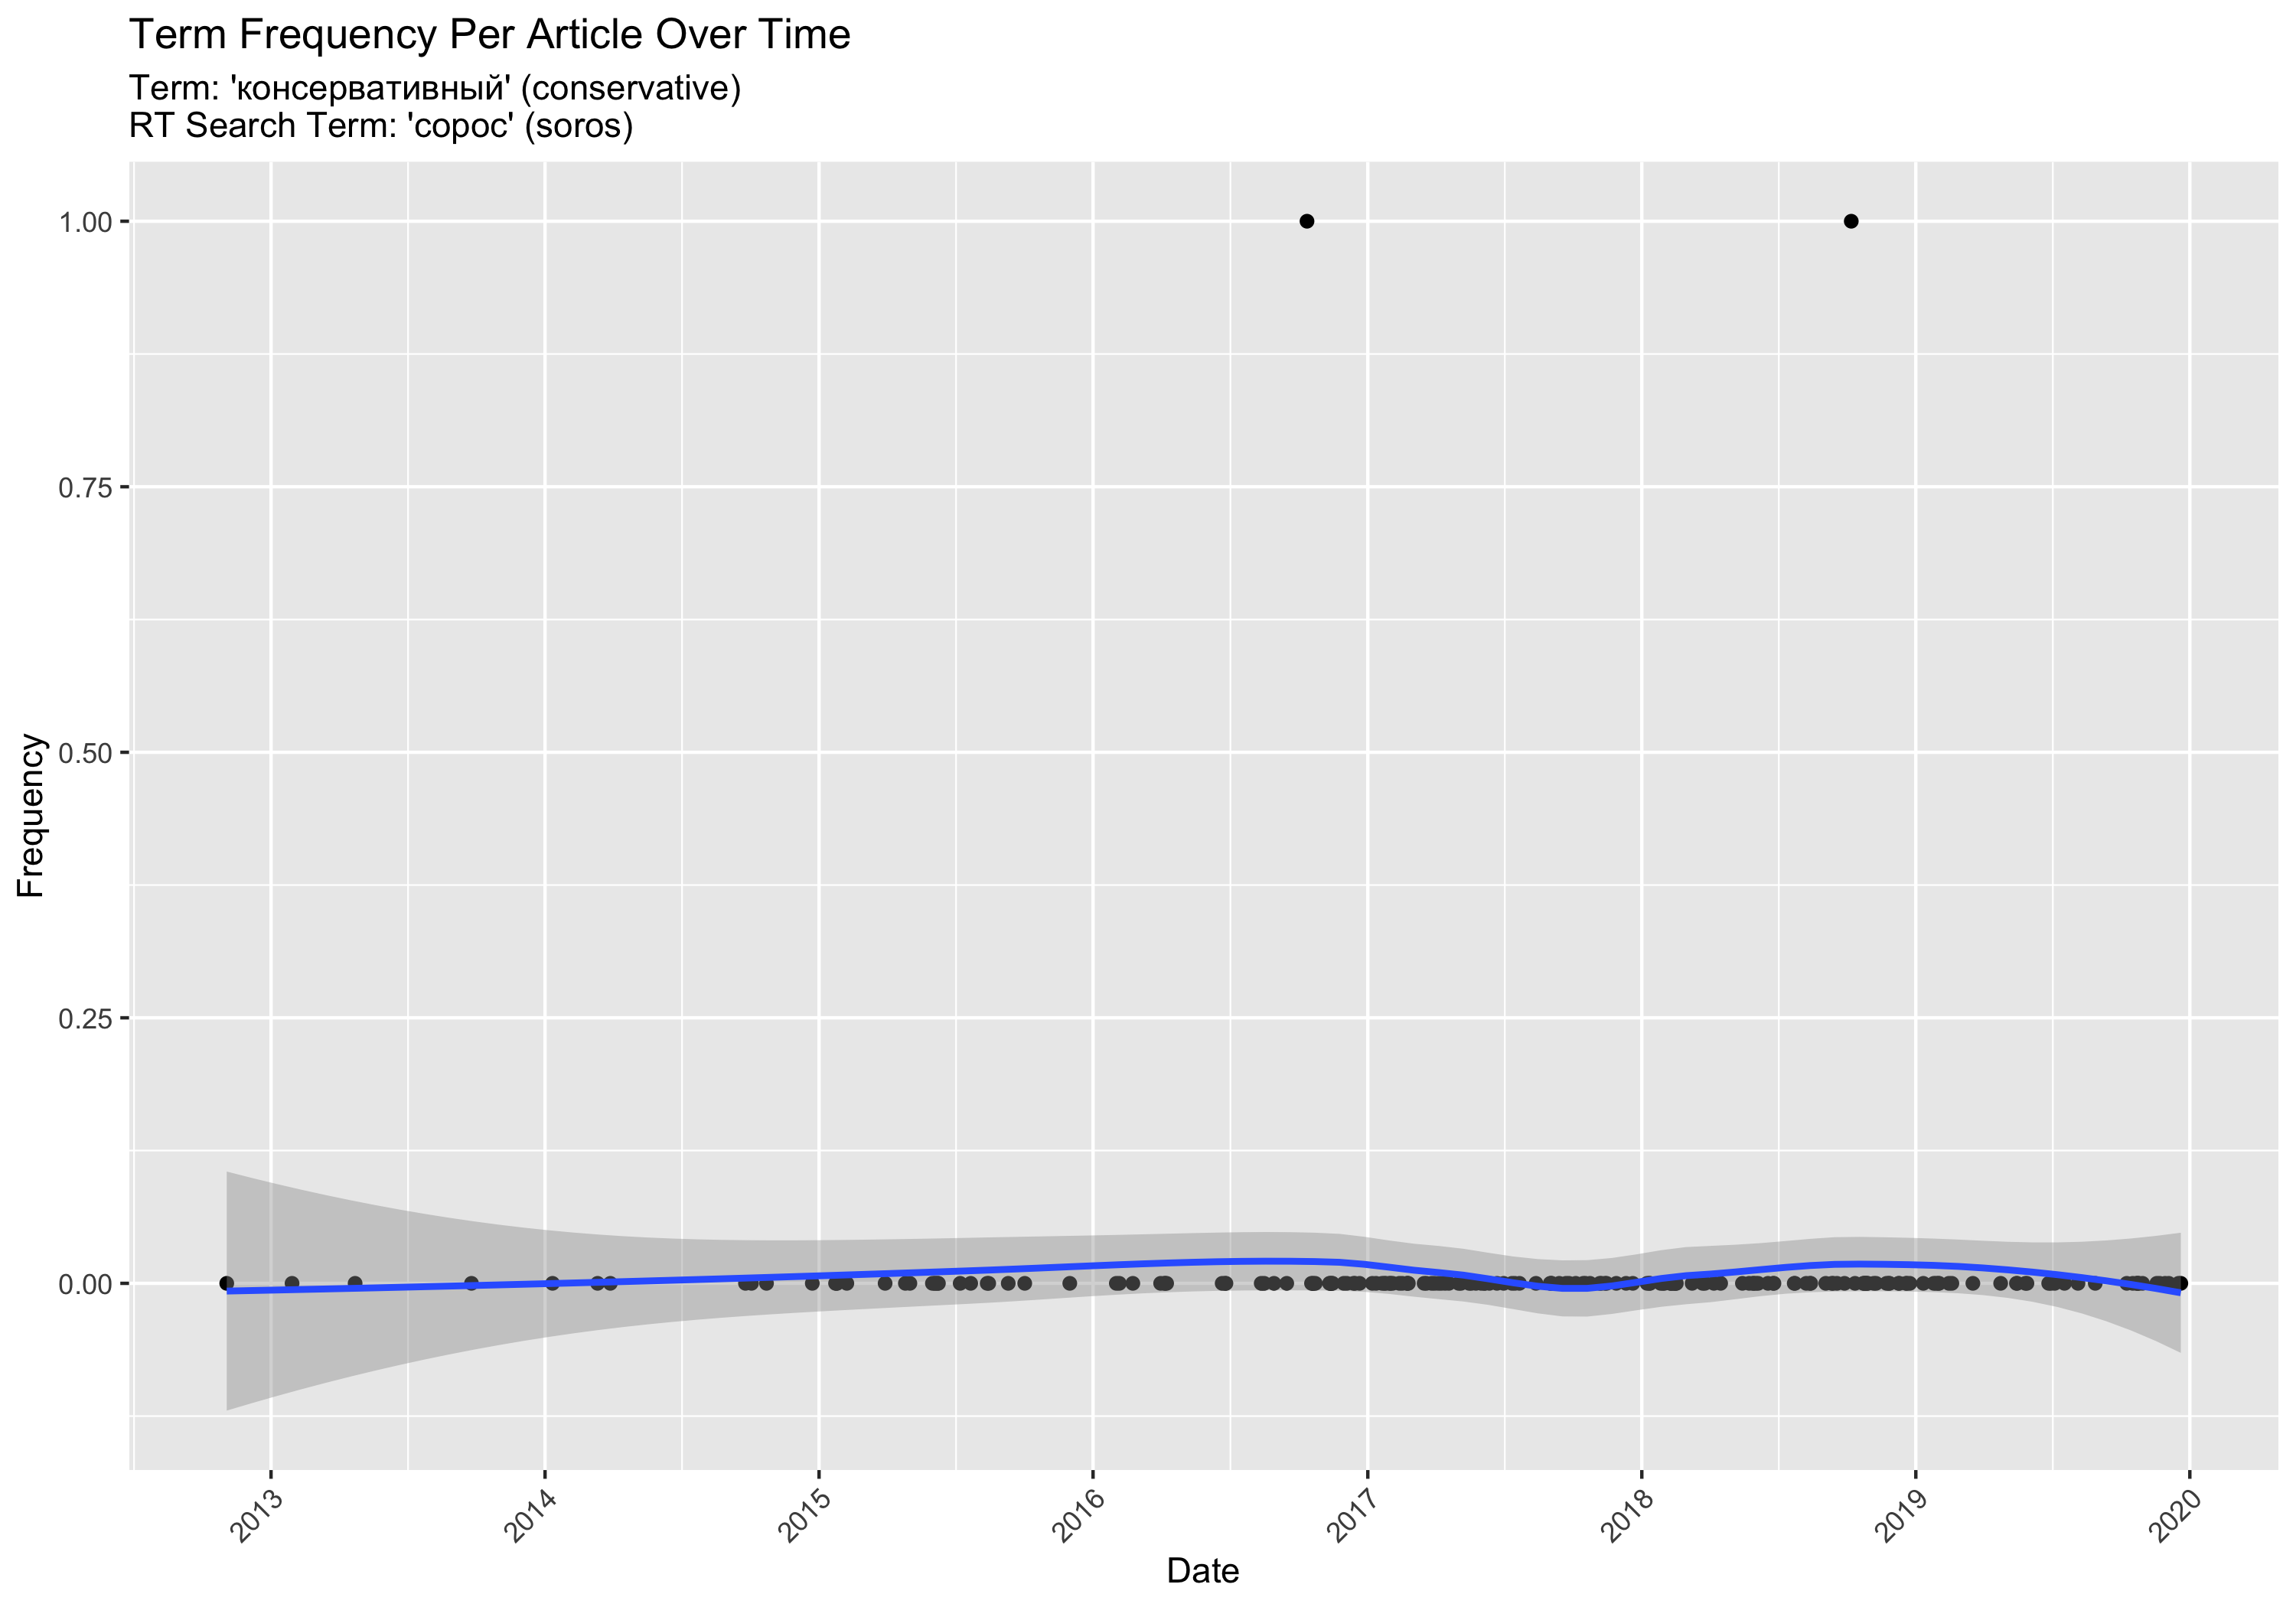 Term Frequency Per Article Over Time
Term: 'консервативный' (conservative)
RT Search Term: 'сорос' (soros)
1.00
0.75
0.50
0.25
0.00
Frequency
2013
2014
2015
2016
2017
2018
2019
2020
Date